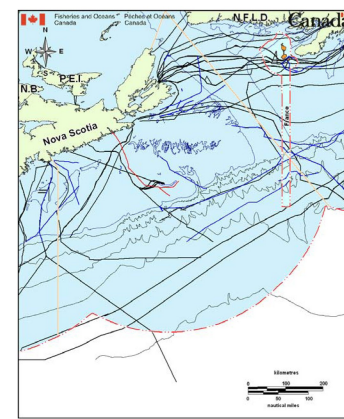 Fisheries and Oceans
Canada
Pêches et Océans
Canada
Canada
N.F.L.D.
N
W
E
S
P.E.I.
N.B.
Nova Scotia
France
kilometres
0 100 200
0 50 100
nautical miles